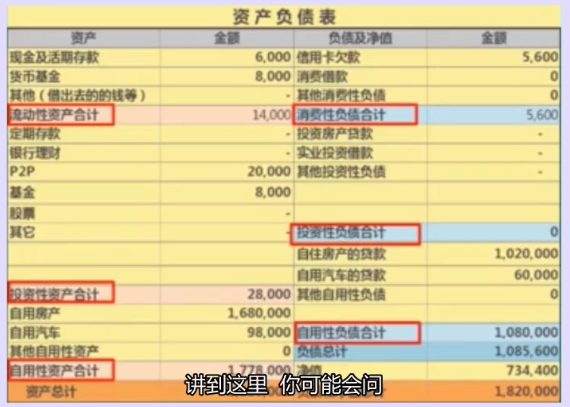 资产负债表
资产 金额 负债及净值 金额
现金及活期存款 6,000 信用卡欠款 5,600
货币基金 8,000 消费借款 0
其他（借出去的的钱等） - 其他消费性负债 0
流动性资产合计 14,000 消费性负债合计 5,600
定期存款 - 投资房产贷款 -
银行理财 - 实业投资借款 -
P2P 20,000 其他投资性负债 -
基金 8,000
股票 -
其它 - 投资性负债合计 0
自住房产的贷款 1,020,000
自用汽车的贷款 60,000
投资性资产合计 28,000 其他自用性负债 0
自用房产 1,680,000
自用汽车 98,000 自用性负债合计 1,080,000
其他自用性资产 0 负债总计 1,085,600
自用性资产合计 1,778,000 净值 734,400
资产总计 1,820,000
讲到这里 你可能会问